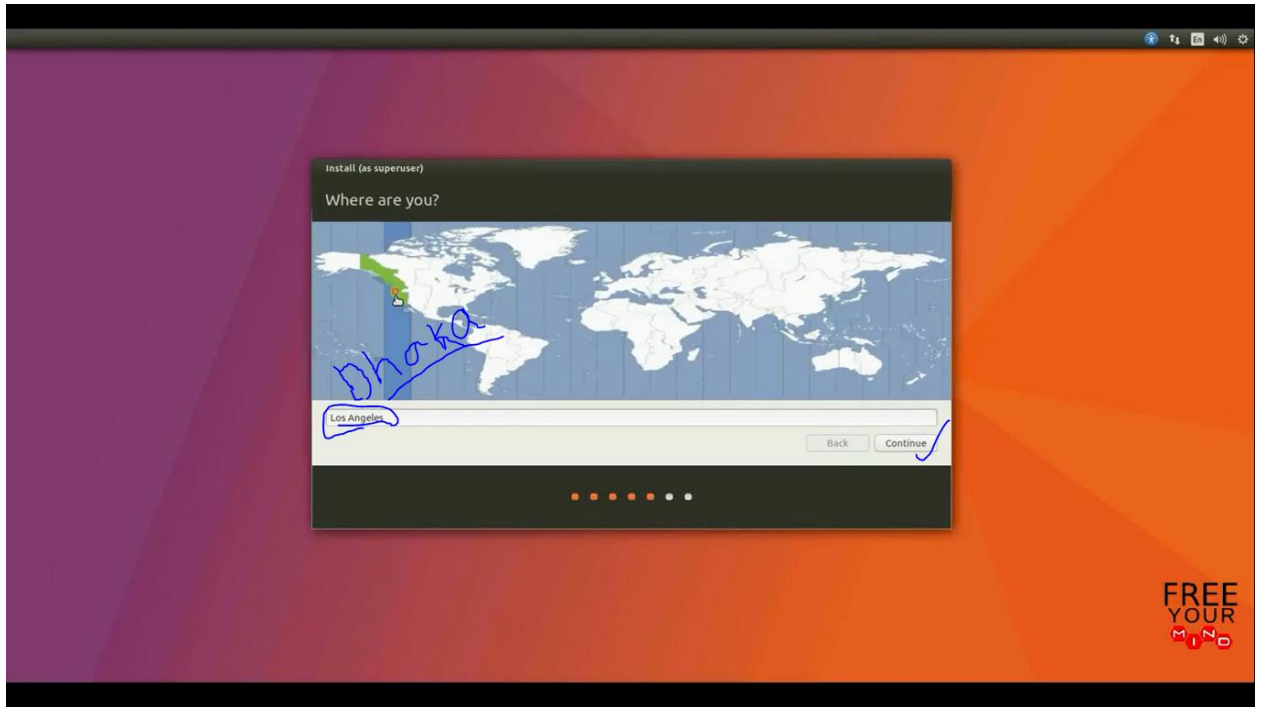 En
Install (as superuser)
Where are you?
Dhaka
Los Angeles
Back
Continue
FREE
YOUR
MIND